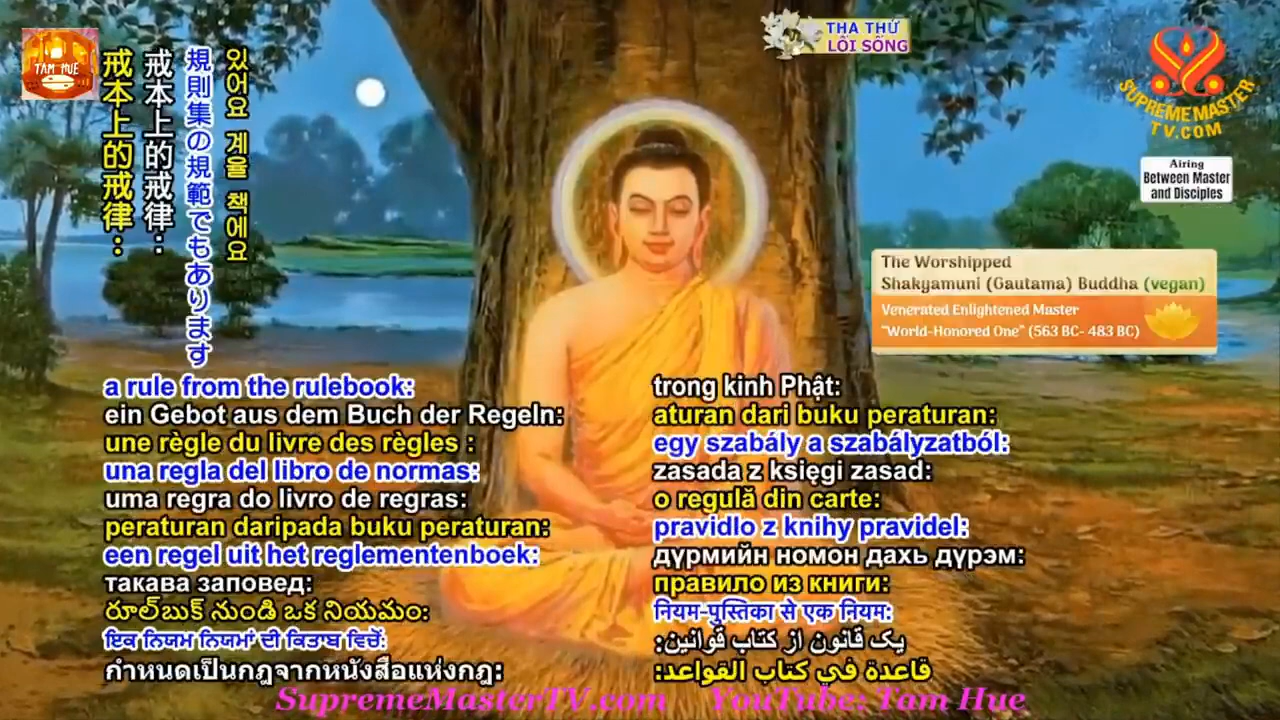 TAM HUE
THA THỨ
LỐI SỐNG
SUPREME MASTER
TV.COM
Airing
Between Master
and Disciples
戒本上的戒律：
戒本上的戒律：
規則集の規範でもあります
있어요 계율 책에요
The Worshipped
Shakyamuni (Gautama) Buddha (vegan)
Venerated Enlightened Master
"World-Honored One" (563 BC- 483 BC)
a rule from the rulebook:
ein Gebot aus dem Buch der Regeln:
une règle du livre des règles :
una regla del libro de normas:
uma regra do livro de regras:
peraturan daripada buku peraturan:
een regel uit het reglementenboek:
такава заповед:
రూల్‌బుక్ నుండి ఒక నియమం:
ਇਕ ਨਿਯਮ ਨਿਯਮਾਂ ਦੀ ਕਿਤਾਬ ਵਿਚੋਂ:
กำหนดเป็นกฎจากหนังสือแห่งกฎ:
trong kinh Phật:
aturan dari buku peraturan:
egy szabály a szabályzatból:
zasada z księgi zasad:
o regulă din carte:
pravidlo z knihy pravidel:
дүрмийн номон дахь дүрэм:
правило из книги:
नियम-पुस्तिका से एक नियम:
یک قانون از کتاب قوانین:
قاعدة في كتاب القواعد:
SupremeMasterTV.com YouTube: Tam Hue